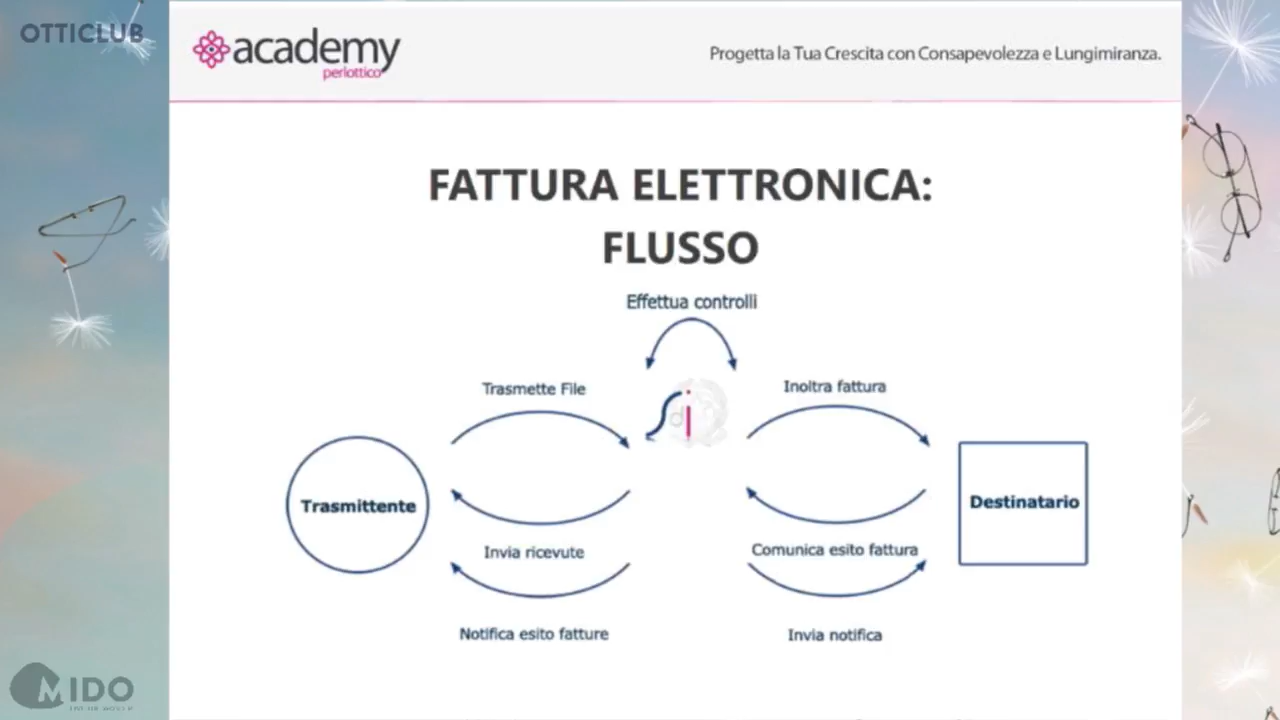 OTTICLUB
academy
perlottico
Progetta la Tua Crescita con Consapevolezza e Lungimiranza.
FATTURA ELETTRONICA:
FLUSSO
Effettua controlli
Trasmette File
Inoltra fattura
Sdi
Trasmittente
Destinatario
Invia ricevute
Comunica esito fattura
Notifica esito fatture
Invia notifica
MIDO